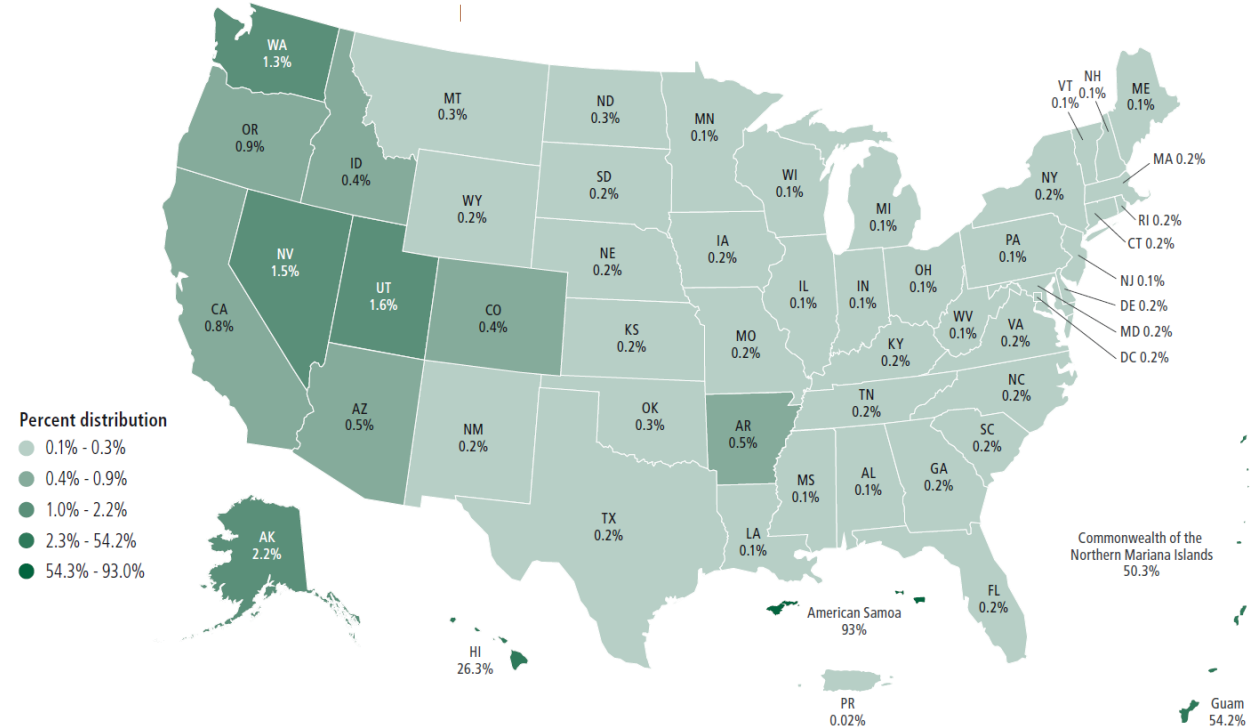 WA
1.3%
OR
0.9%
ID
0.4%
MT
0.3%
ND
0.3%
MN
0.1%
WI
0.1%
MI
0.1%
VT
0.1%
NH
0.1%
ME
0.1%
MA 0.2%
RI 0.2%
CT 0.2%
NY
0.2%
PA
0.1%
NJ 0.1%
DE 0.2%
MD 0.2%
DC 0.2%
SD
0.2%
WY
0.2%
NE
0.2%
IA
0.2%
IL
0.1%
IN
0.1%
OH
0.1%
WV
0.1%
VA
0.2%
NV
1.5%
UT
1.6%
CA
0.8%
CO
0.4%
KS
0.2%
MO
0.2%
KY
0.2%
TN
0.2%
NC
0.2%
SC
0.2%
AZ
0.5%
NM
0.2%
OK
0.3%
AR
0.5%
MS
0.1%
AL
0.1%
GA
0.2%
TX
0.2%
LA
0.1%
FL
0.2%
Percent distribution
0.1% - 0.3%
0.4% - 0.9%
1.0% - 2.2%
2.3% - 54.2%
54.3% - 93.0%
AK
2.2%
HI
26.3%
American Samoa
93%
PR
0.02%
Commonwealth of the
Northern Mariana Islands
50.3%
Guam
54.2%